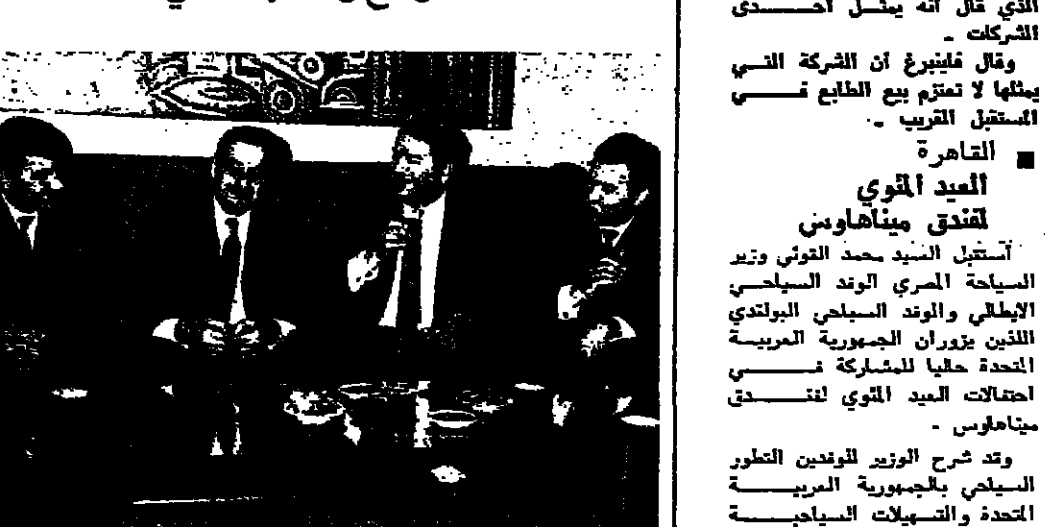 الذي قال انه يمثل احدى
الشركات -
وقال فلينبرغ ان الشركة التي
يمثلها لا تعتزم بيع الطابع في
المستقبل القريب -
■ القاهرة
العيد المئوي
لفندق ميناهاوس
استقبل السيد محمد القوني وزير
السياحة المصري الوفد السياحي
الايطالي والوفد السياحي البولندي
اللذين يزوران الجمهورية العربية
المتحدة حاليا للمشاركة في
احتفالات العيد المئوي لفندق
ميناهاوس -
وقد شرح الوزير للوفدين التطور
السياحي بالجمهورية العربية
المتحدة والتسهيلات السياحية